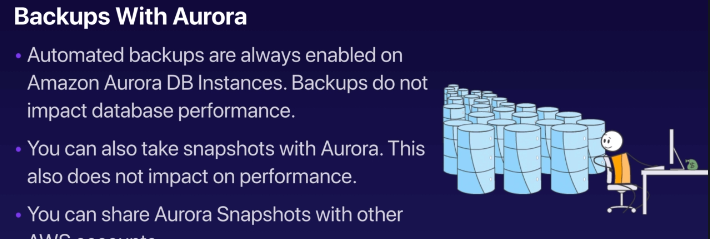 Backups With Aurora
• Automated backups are always enabled on
Amazon Aurora DB Instances. Backups do not
impact database performance.
• You can also take snapshots with Aurora. This
also does not impact on performance.
• You can share Aurora Snapshots with other
AWS accounts.